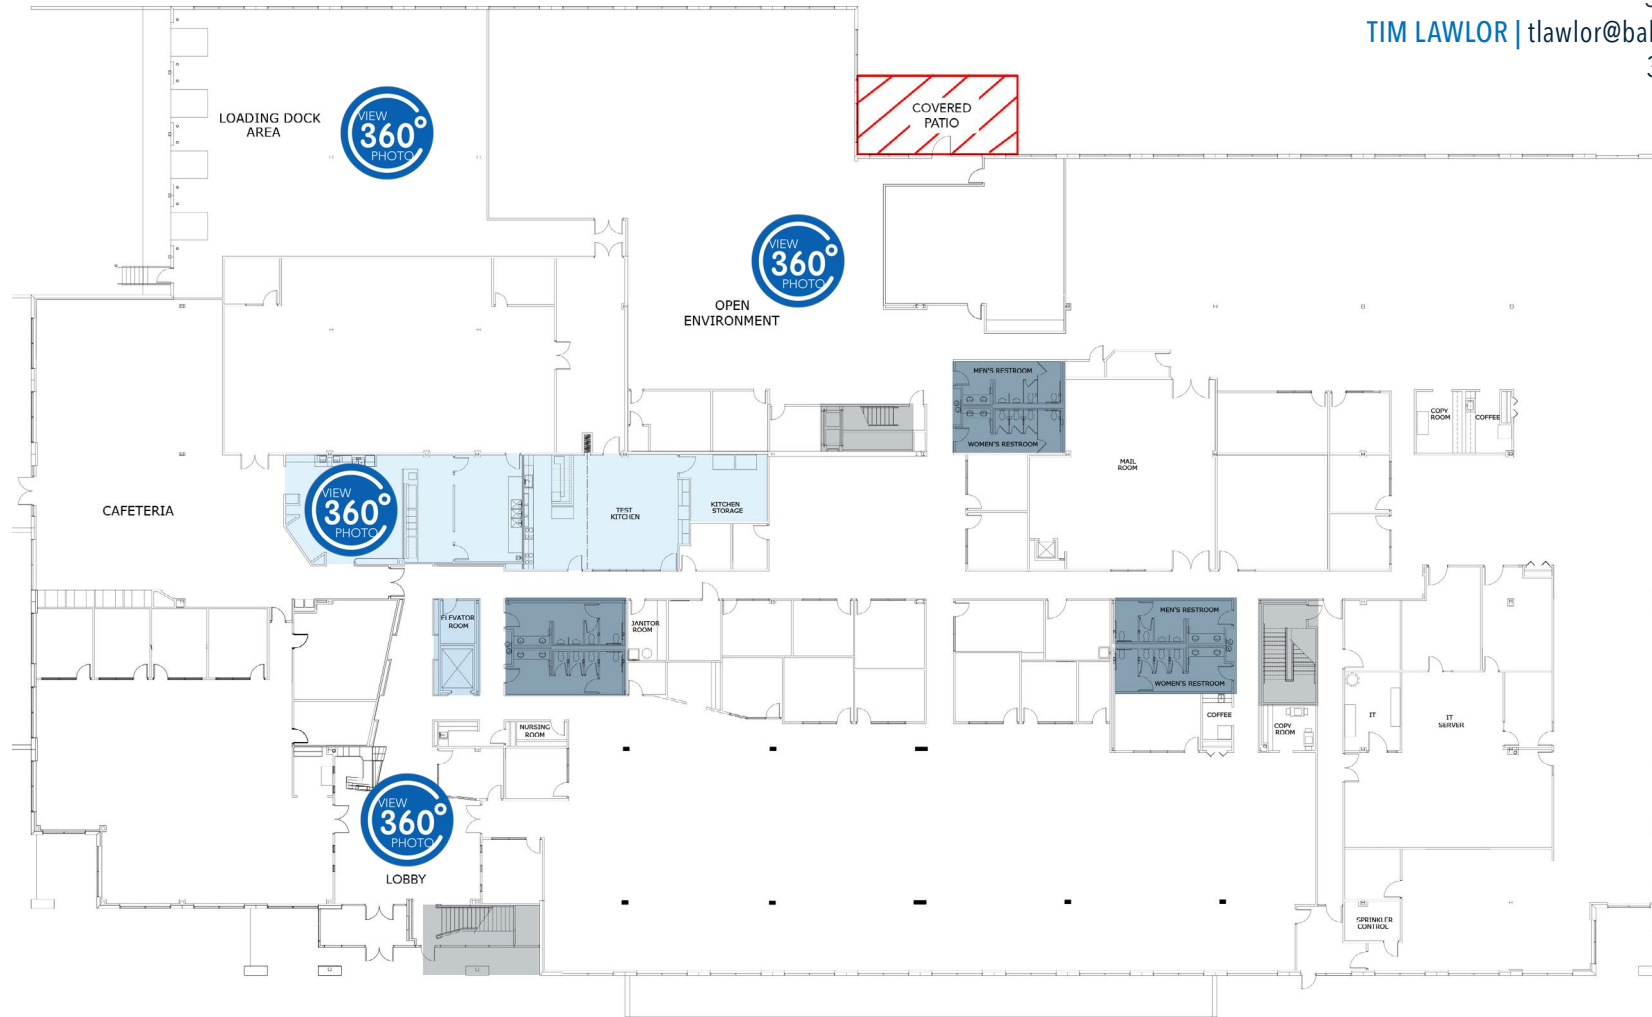 TIM LAWLOR | tlawlor@bal
3
COVERED
PATIO
LOADING DOCK
AREA
VIEW
360°
PHOTO
VIEW
360°
PHOTO
OPEN
ENVIRONMENT
MEN'S RESTROOM
WOMEN'S RESTROOM
COPY
ROOM
COFFEE
MAIL
ROOM
CAFETERIA
VIEW
360°
PHOTO
TEST
KITCHEN
KITCHEN
STORAGE
ELEVATOR
ROOM
JANITOR
ROOM
MEN'S RESTROOM
WOMEN'S RESTROOM
NURSING
ROOM
COFFEE
COPY
ROOM
IT
IT
SERVER
VIEW
360°
PHOTO
LOBBY
SPRINKLER
CONTROL